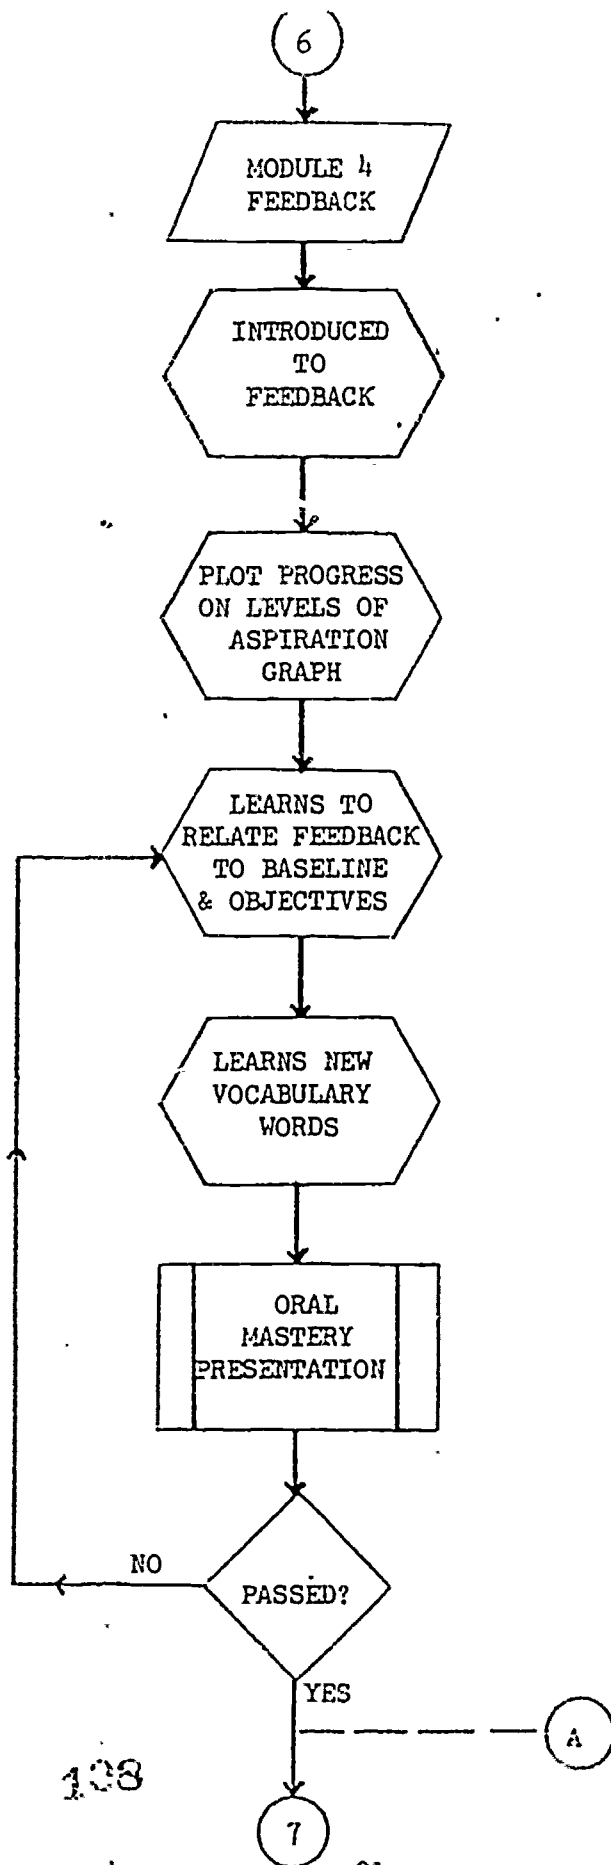 6
MODULE 4
FEEDBACK
INTRODUCED
TO
FEEDBACK
PLOT PROGRESS
ON LEVELS OF
ASPIRATION
GRAPH
LEARNS TO
RELATE FEEDBACK
TO BASELINE
& OBJECTIVES
LEARNS NEW
VOCABULARY
WORDS
ORAL
MASTERY
PRESENTATION
NO
PASSED?
YES
A
7